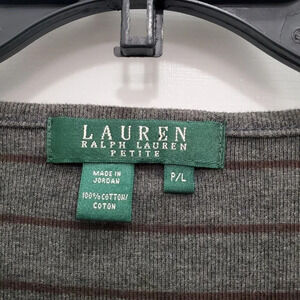 LAUREN
RALPH LAUREN
PETITE
MADE IN
JORDAN
P/L
100% COTTON/
COTON